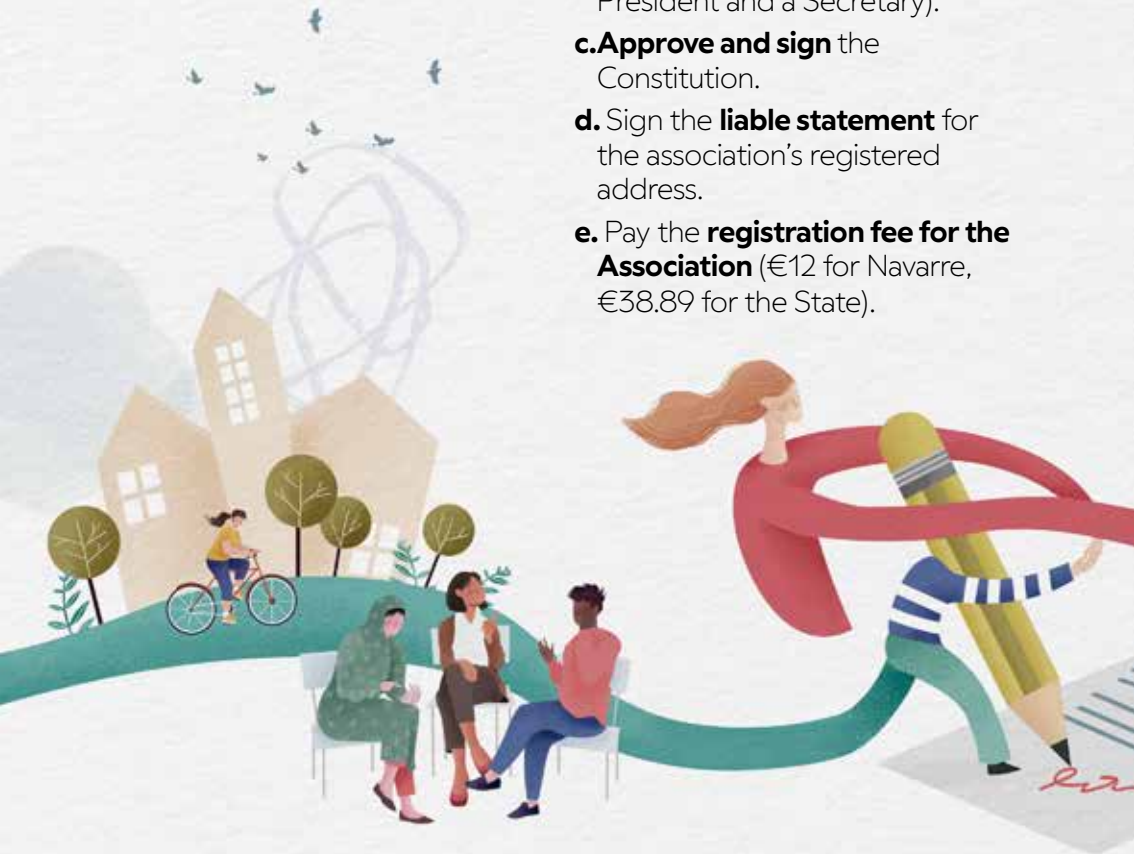 President and a Secretary).
c.Approve and sign the
Constitution.
d. Sign the liable statement for
the association's registered
address.
e. Pay the registration fee for the
Association (€12 for Navarre,
€38.89 for the State).